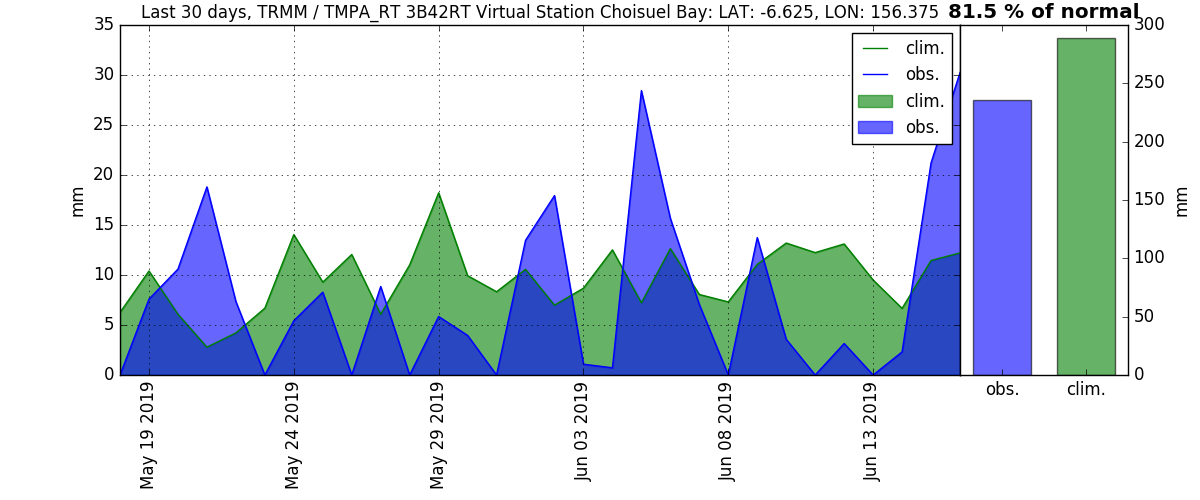 Last 30 days, TRMM / TMPA_RT 3B42RT Virtual Station Choisuel Bay: LAT: -6.625, LON: 156.375
81.5 % of normal
35
30
25
20
15
10
5
0
mm
clim.
obs.
clim.
obs.
May 19 2019
May 24 2019
May 29 2019
Jun 03 2019
Jun 08 2019
Jun 13 2019
300
250
200
150
100
50
0
mm
obs.
clim.